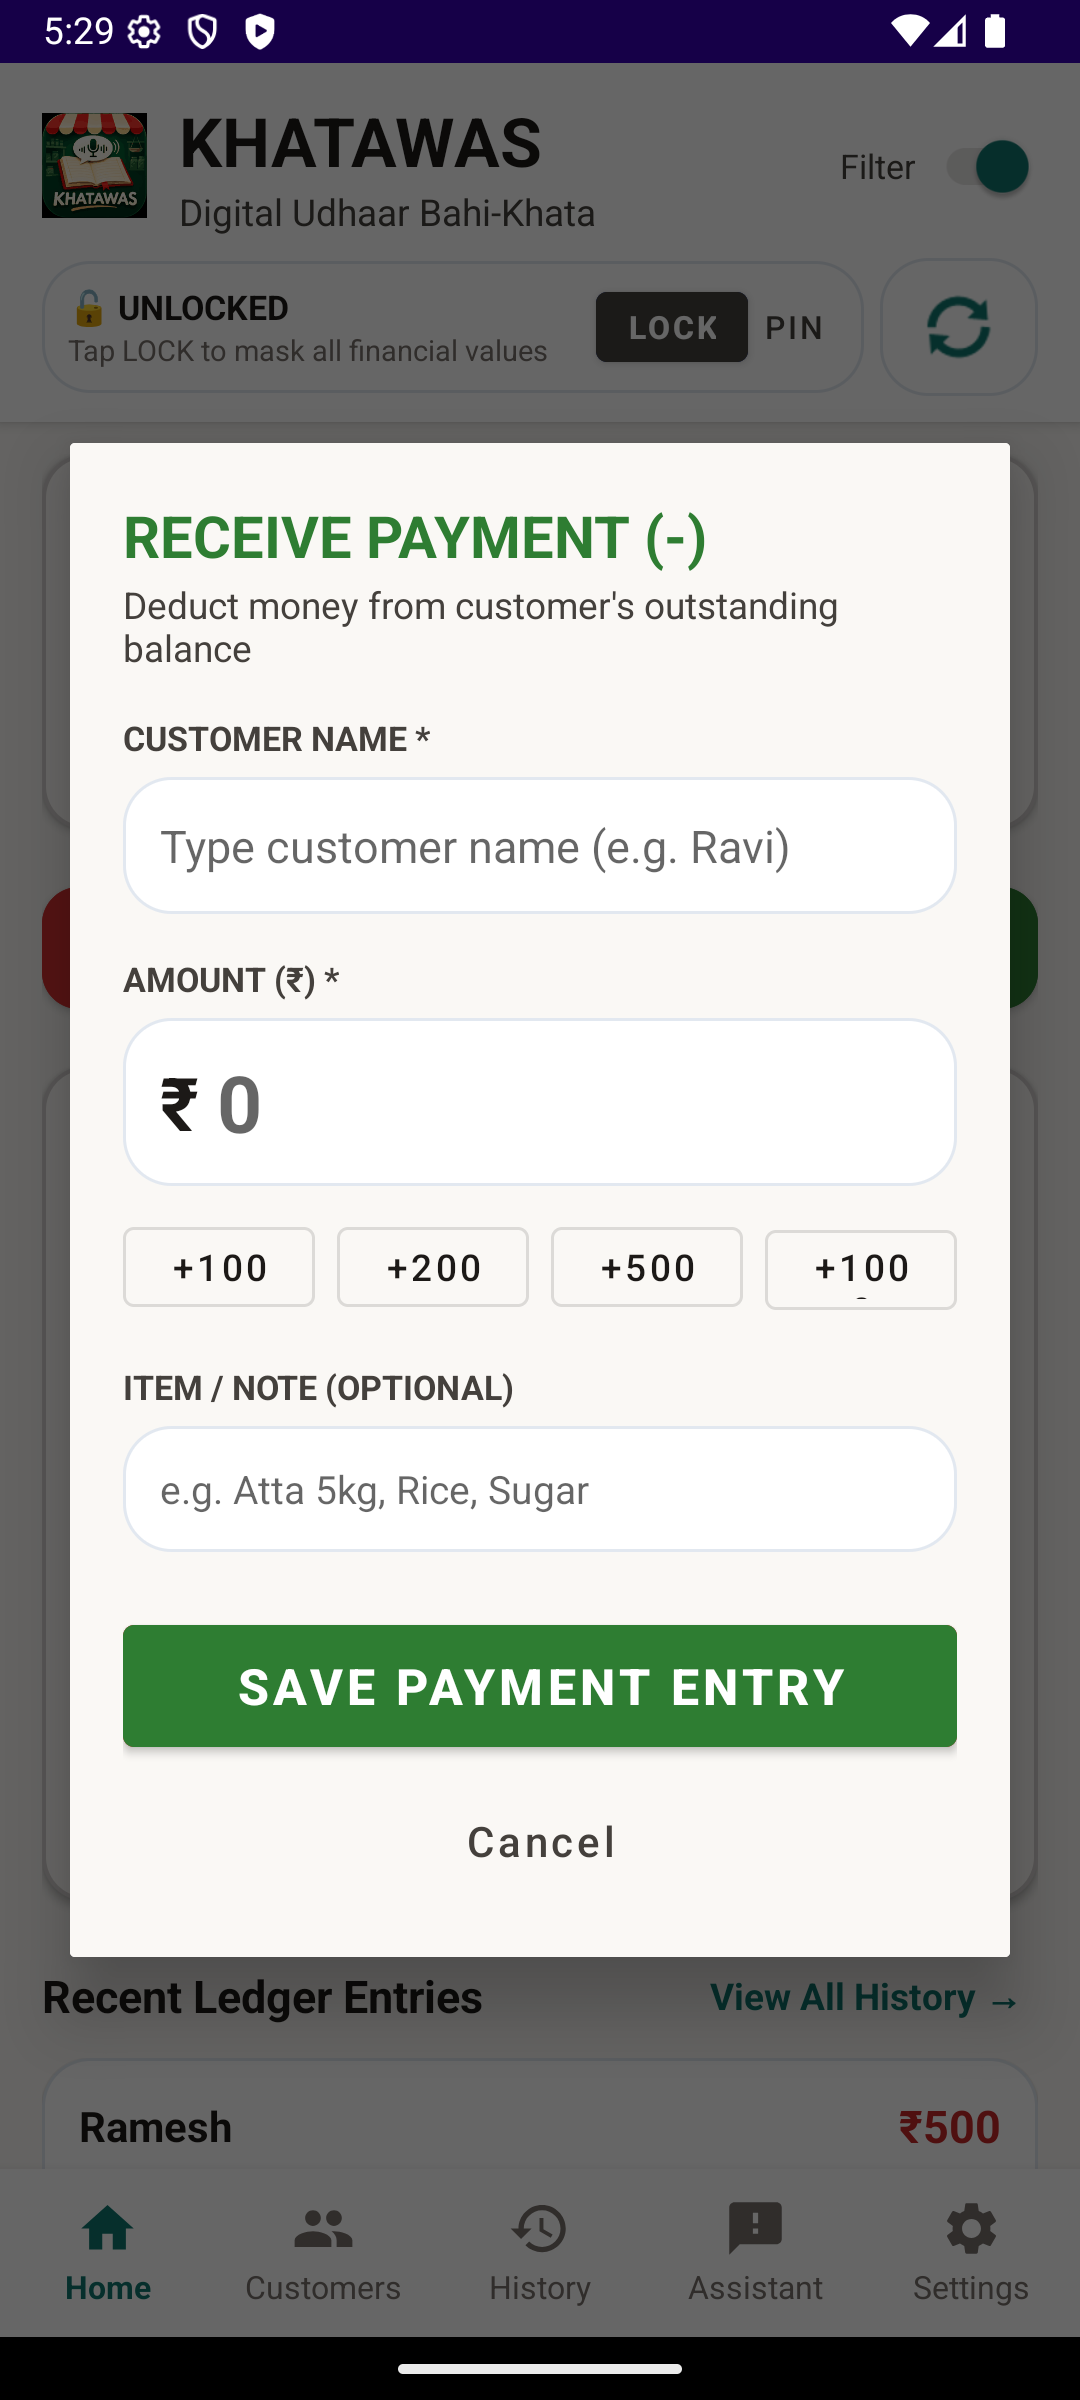 5:29
KHATAWAS
KHATAWAS
Digital Udhaar Bahi-Khata
Filter
🔓 UNLOCKED
Tap LOCK to mask all financial values
LOCK
PIN
RECEIVE PAYMENT (-)
Deduct money from customer's outstanding
balance
CUSTOMER NAME *
Type customer name (e.g. Ravi)
AMOUNT (₹) *
₹ 0
+100
+200
+500
+100
ITEM / NOTE (OPTIONAL)
e.g. Atta 5kg, Rice, Sugar
SAVE PAYMENT ENTRY
Cancel
Recent Ledger Entries
View All History →
Ramesh
₹500
Home
Customers
History
Assistant
Settings